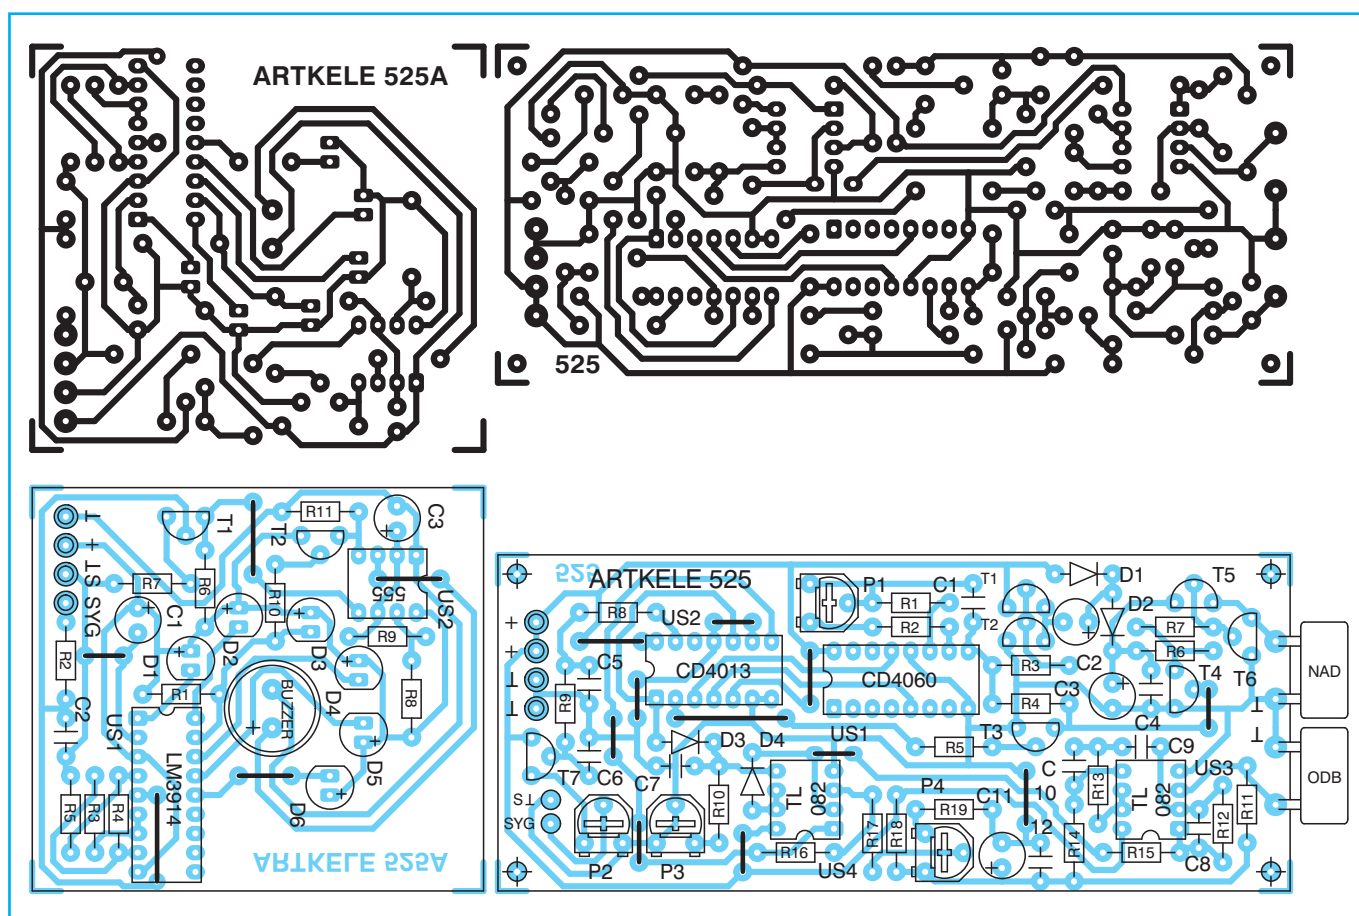 ARTKELE 525A
525
⊥
+
ST
SYG
R7
T1
R6
C1
R2
D1
D2
R1
C2
US1
LM3914
R5
R3
R4
R11
T2
R10
C3
555
US2
R9
D3
D4
R8
BUZZER
D5
D6
ARTKELE 525A
525
ARTKELE 525
+
+
⊥
⊥
R8
US2
C5
CD4013
R9
T7
C6
C7
D3
D4
ST
SYG
P2
P3
R10
TL
082
R16
US4
US1
P1
R1
R2
C1
T1
T2
CD4060
R3
R4
C2
C3
R5
T3
D1
D2
T5
R7
R6
T4
T6
C4
C9
C
10
R13
TL
082
US3
R11
R12
C8
R15
R14
P4
R19
C11
12
R17
R18
NAD
⊥
⊥
ODB